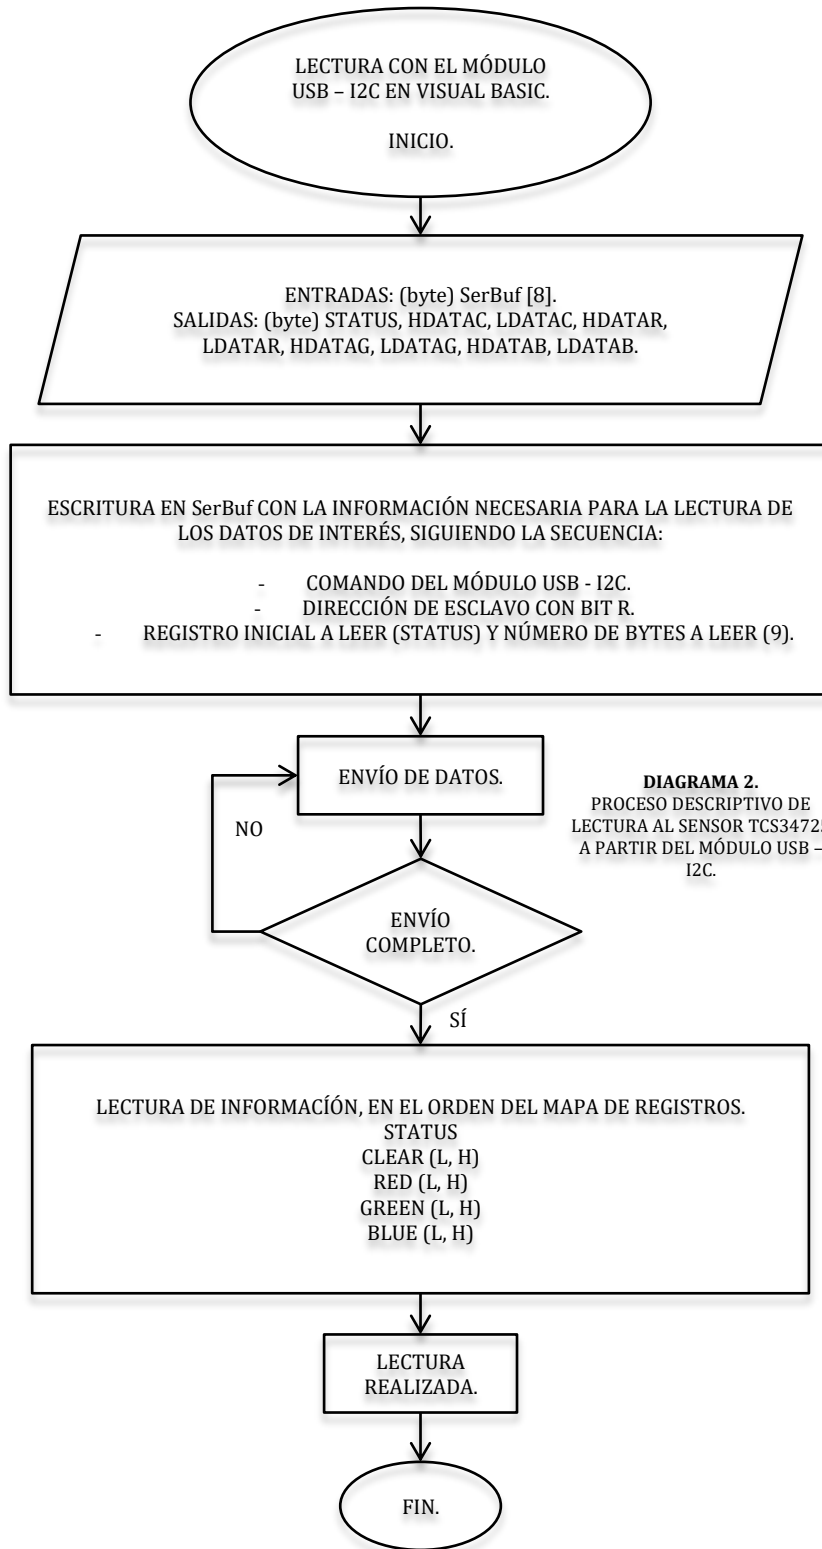 LECTURA CON EL MÓDULO
USB – I2C EN VISUAL BASIC.
INICIO.
ENTRADAS: (byte) SerBuf [8].
SALIDAS: (byte) STATUS, HDATAC, LDATAC, HDATAR,
LDATAR, HDATAG, LDATAG, HDATAB, LDATAB.
ESCRITURA EN SerBuf CON LA INFORMACIÓN NECESARIA PARA LA LECTURA DE
LOS DATOS DE INTERÉS, SIGUIENDO LA SECUENCIA:
- COMANDO DEL MÓDULO USB - I2C.
- DIRECCIÓN DE ESCLAVO CON BIT R.
- REGISTRO INICIAL A LEER (STATUS) Y NÚMERO DE BYTES A LEER (9).
ENVÍO DE DATOS.
DIAGRAMA 2.
PROCESO DESCRIPTIVO DE
LECTURA AL SENSOR TCS34725
A PARTIR DEL MÓDULO USB –
I2C.
NO
ENVÍO
COMPLETO.
SÍ
LECTURA DE INFORMACÍÓN, EN EL ORDEN DEL MAPA DE REGISTROS.
STATUS
CLEAR (L, H)
RED (L, H)
GREEN (L, H)
BLUE (L, H)
LECTURA
REALIZADA.
FIN.